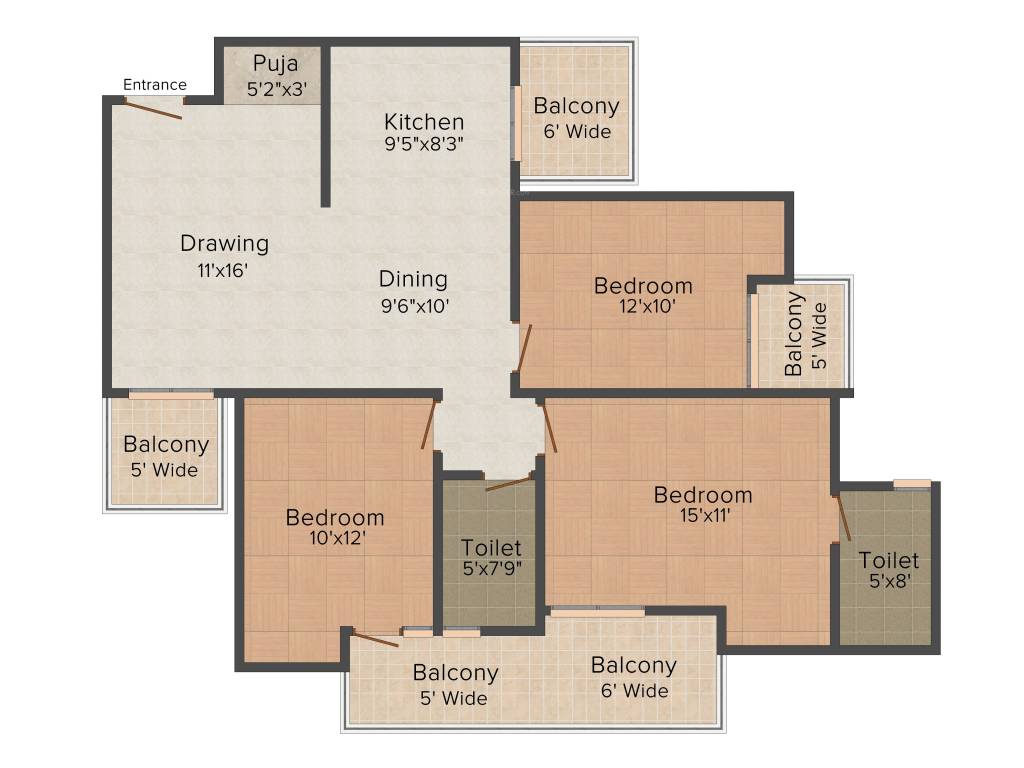 Puja
5'2"x3'
Entrance
Kitchen
9'5"x8'3"
Balcony
6' Wide
Drawing
11'x16'
Dining
9'6"x10'
Bedroom
12'x10'
Balcony
5' Wide
Balcony
5' Wide
Bedroom
10'x12'
Toilet
5'x7'9"
Bedroom
15'x11'
Toilet
5'x8'
Balcony
5' Wide
Balcony
6' Wide